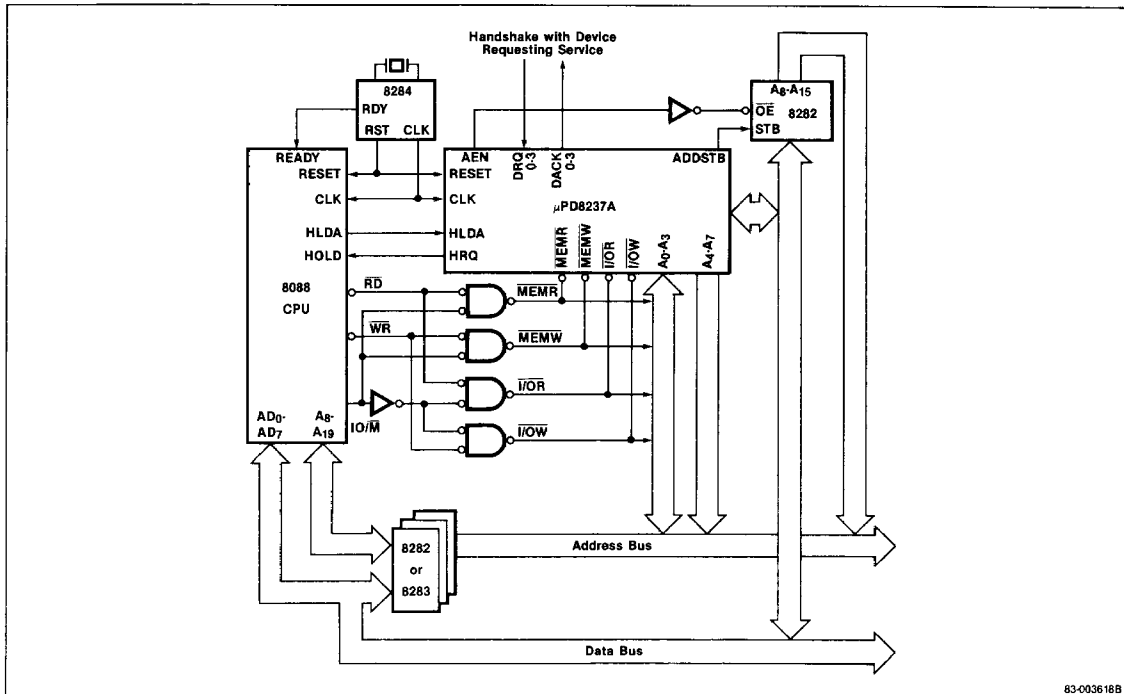 Handshake with Device
Requesting Service
8284
RDY
RST CLK
A8-A15
8282
OE
STB
READY
RESET
CLK
HLDA
HOLD
8088
CPU
RD
WR
IO/M
AD0-
AD7
A8-
A19
AEN
RESET
CLK
HLDA
HRQ
DRQ
0-3
DACK
0-3
ADDSTB
µPD8237A
MEMR
MEMW
I/OR
I/OW
A0-A3
A4-A7
MEMR
MEMW
I/OR
I/OW
8282
or
8283
Address Bus
Data Bus
83-003618B